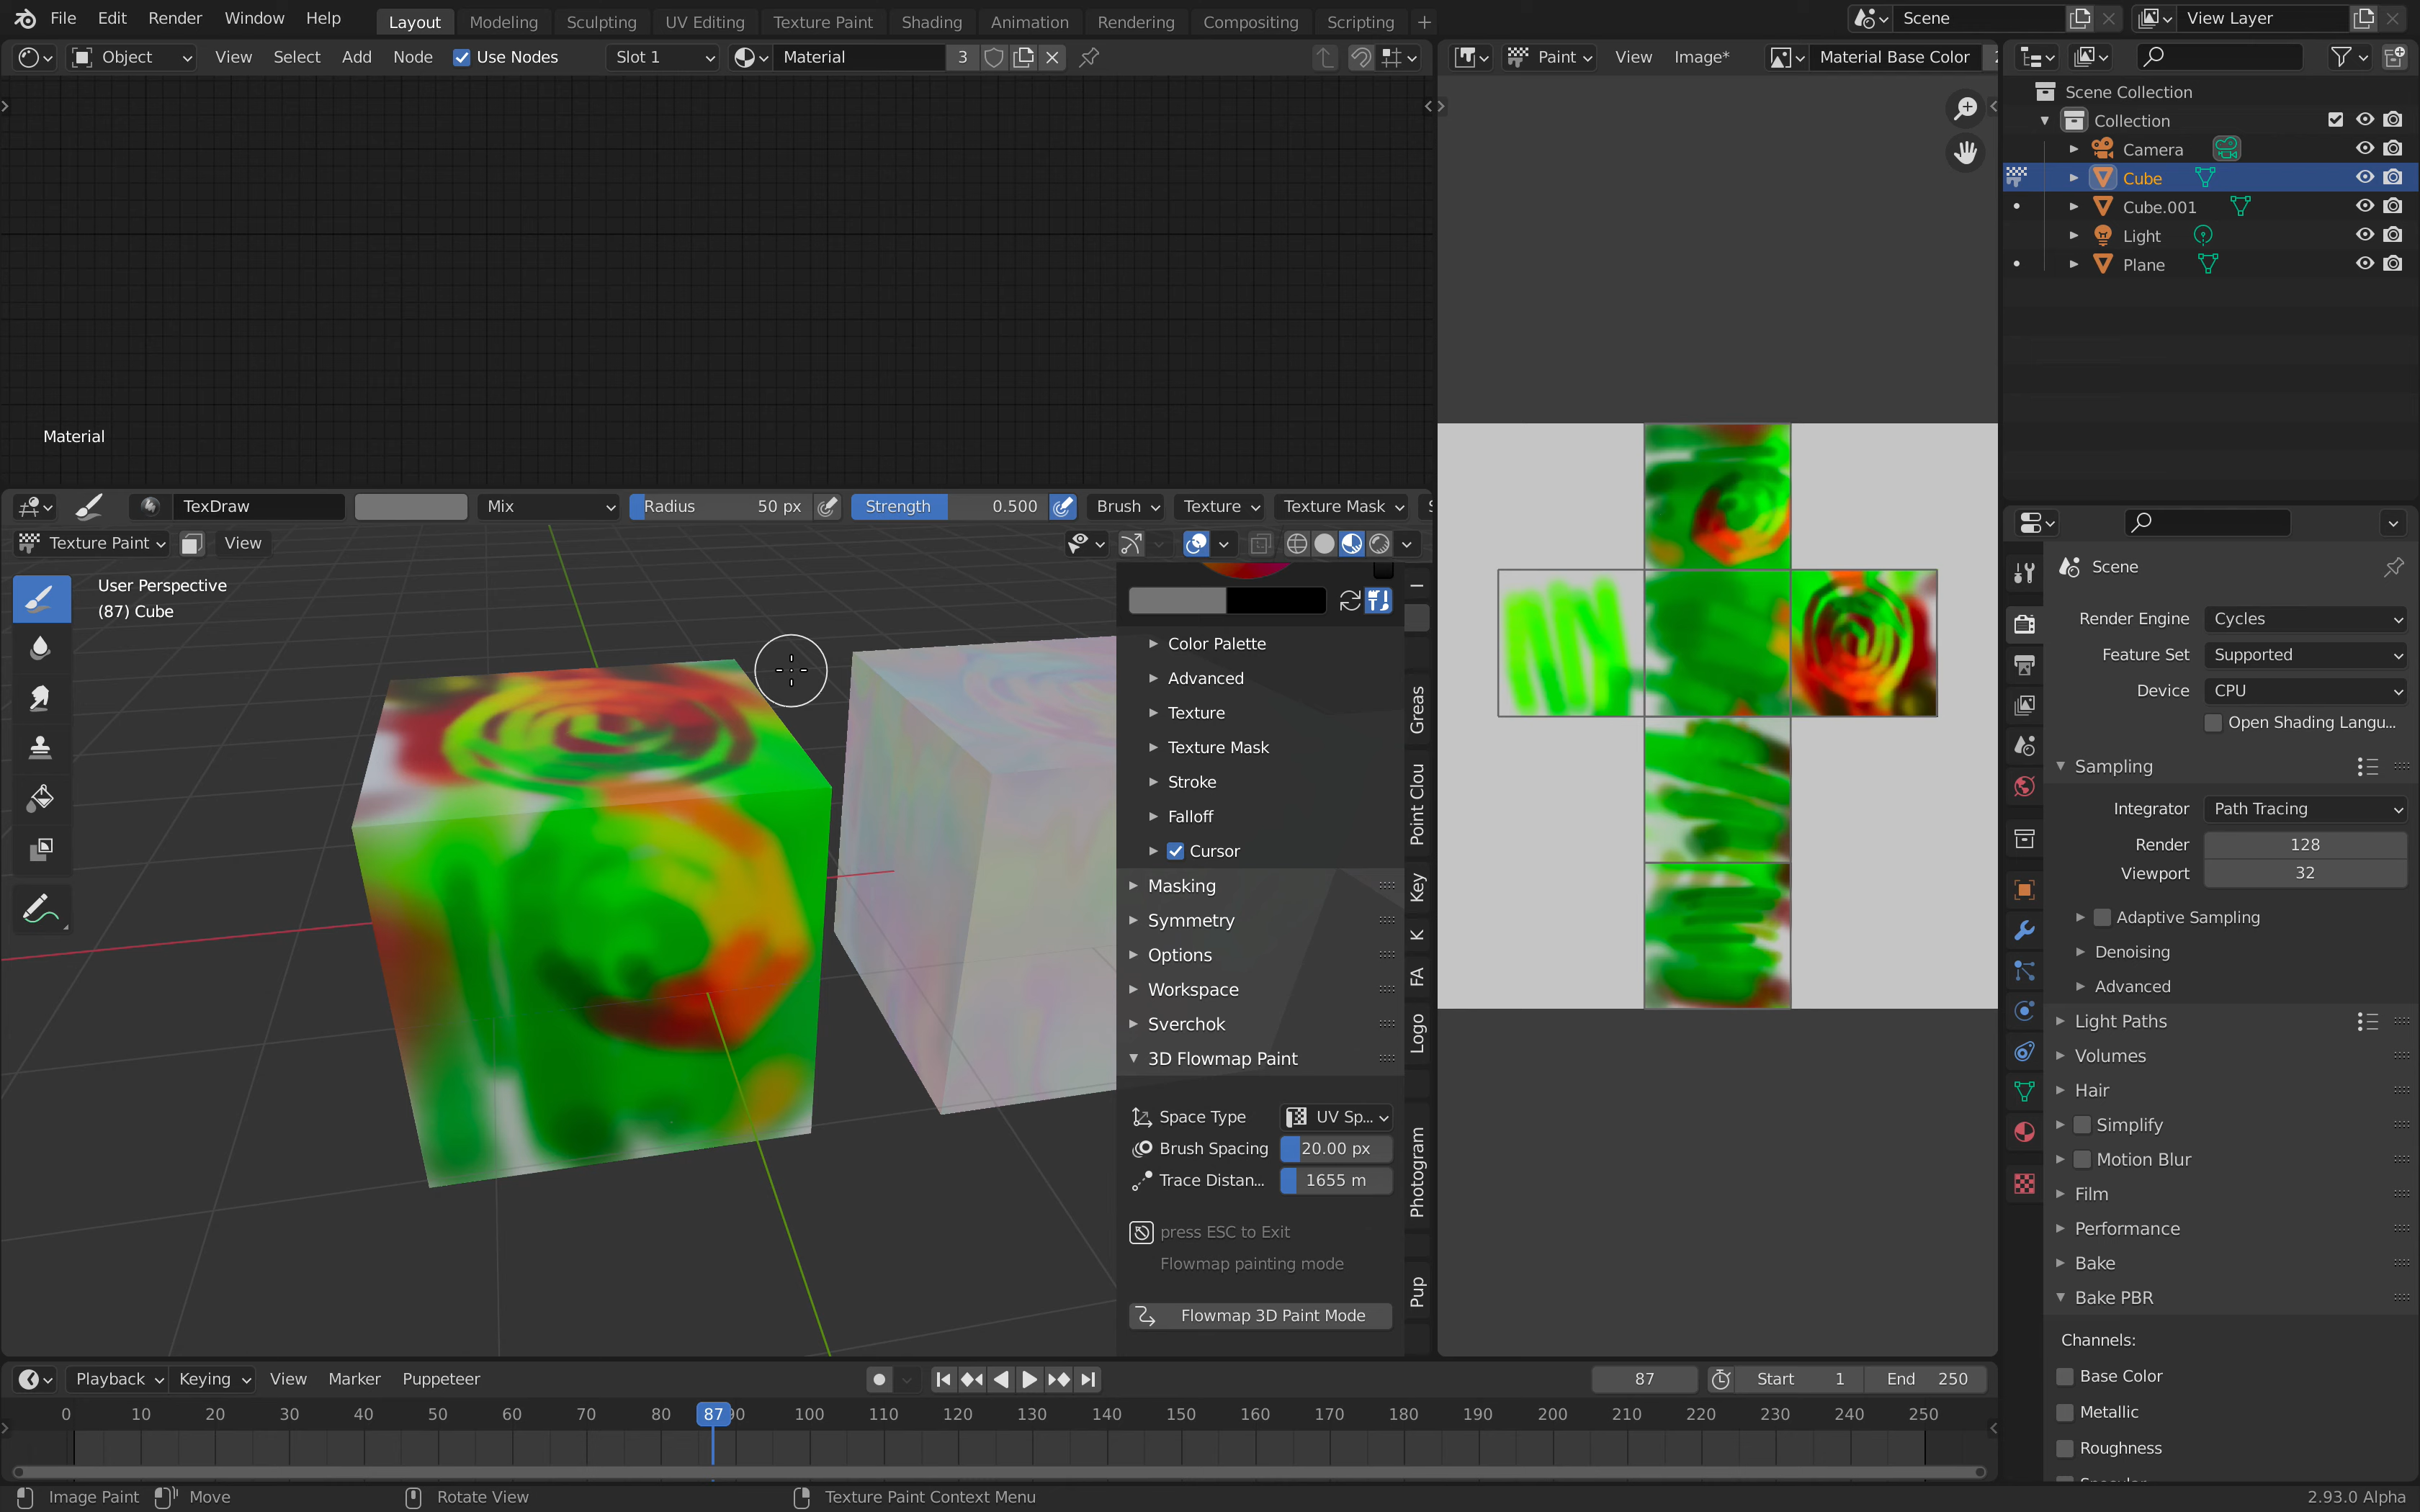 File Edit Render Window Help Layout Modeling Sculpting UV Editing Texture Paint Shading Animation Rendering Compositing Scripting + Scene View Layer
Object View Select Add Node Use Nodes Slot 1 Material 3
Paint View Image* Material Base Color
Scene Collection
Collection
Camera
Cube
Cube.001
Light
Plane
Material
TexDraw Mix Radius 50 px Strength 0.500 Brush Texture Texture Mask
Texture Paint View
User Perspective
(87) Cube
Color Palette
Advanced
Texture
Texture Mask
Stroke
Falloff
Cursor
Masking
Symmetry
Options
Workspace
Sverchok
3D Flowmap Paint
Space Type UV Sp...
Brush Spacing 20.00 px
Trace Distan... 1655 m
press ESC to Exit
Flowmap painting mode
Flowmap 3D Paint Mode
Greas
Point Clou
Key
K
FA
Logo
Photogram
Pup
Scene
Render Engine Cycles
Feature Set Supported
Device CPU
Open Shading Langu...
Sampling
Integrator Path Tracing
Render 128
Viewport 32
Adaptive Sampling
Denoising
Advanced
Light Paths
Volumes
Hair
Simplify
Motion Blur
Film
Performance
Bake
Bake PBR
Channels:
Base Color
Metallic
Roughness
Playback Keying View Marker Puppeteer 87 Start 1 End 250
0 10 20 30 40 50 60 70 80 87 100 110 120 130 140 150 160 170 180 190 200 210 220 230 240 250
Image Paint Move Rotate View Texture Paint Context Menu 2.93.0 Alpha